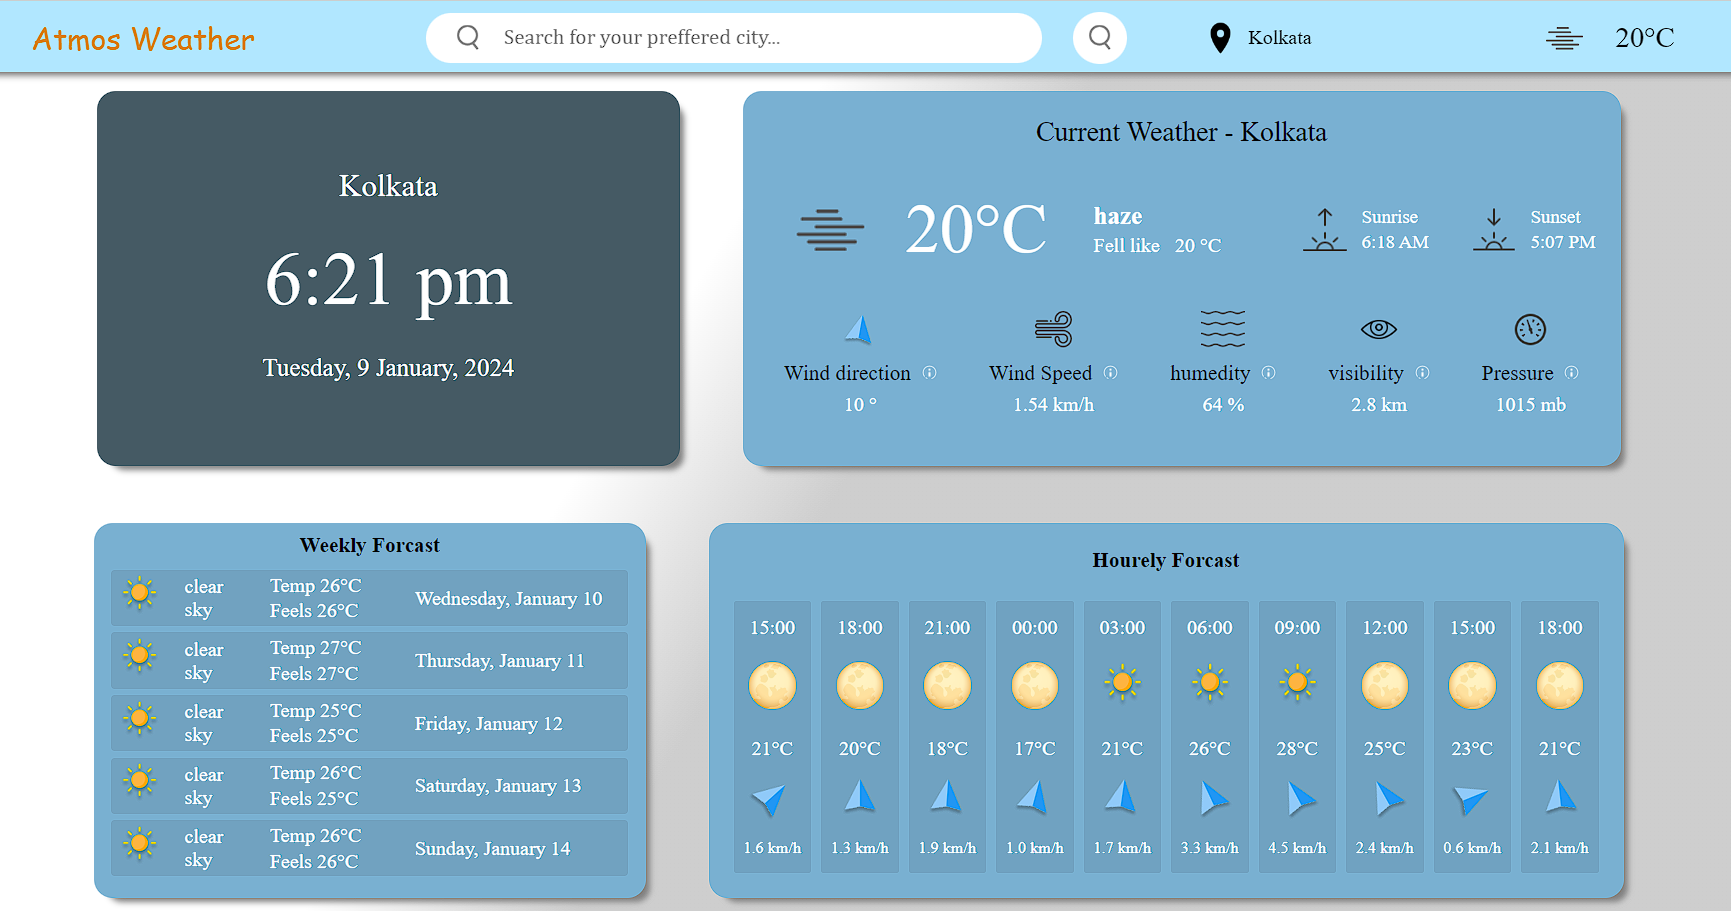 Atmos Weather
Search for your preffered city...
Kolkata
20°C
Kolkata
6:21 pm
Tuesday, 9 January, 2024
Current Weather - Kolkata
20°C
haze
Fell like 20 °C
Sunrise
6:18 AM
Sunset
5:07 PM
Wind direction
10 °
Wind Speed
1.54 km/h
humedity
64 %
visibility
2.8 km
Pressure
1015 mb
Weekly Forcast
clear sky
Temp 26°C
Feels 26°C
Wednesday, January 10
clear sky
Temp 27°C
Feels 27°C
Thursday, January 11
clear sky
Temp 25°C
Feels 25°C
Friday, January 12
clear sky
Temp 26°C
Feels 25°C
Saturday, January 13
clear sky
Temp 26°C
Feels 26°C
Sunday, January 14
Hourely Forcast
15:00 18:00 21:00 00:00 03:00 06:00 09:00 12:00 15:00 18:00
21°C 20°C 18°C 17°C 21°C 26°C 28°C 25°C 23°C 21°C
1.6 km/h 1.3 km/h 1.9 km/h 1.0 km/h 1.7 km/h 3.3 km/h 4.5 km/h 2.4 km/h 0.6 km/h 2.1 km/h